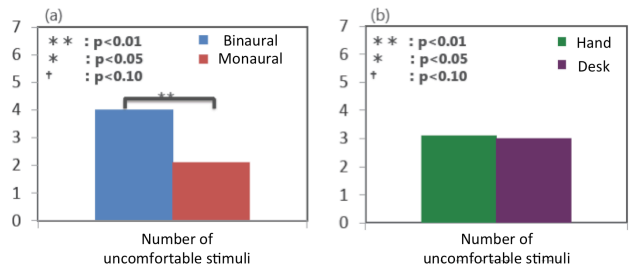 (a)
7
6
5
4
3
2
1
0
** : p<0.01
* : p<0.05
† : p<0.10
Binaural
Monaural
**
Number of
uncomfortable stimuli
(b)
7
6
5
4
3
2
1
0
** : p<0.01
* : p<0.05
† : p<0.10
Hand
Desk
Number of
uncomfortable stimuli